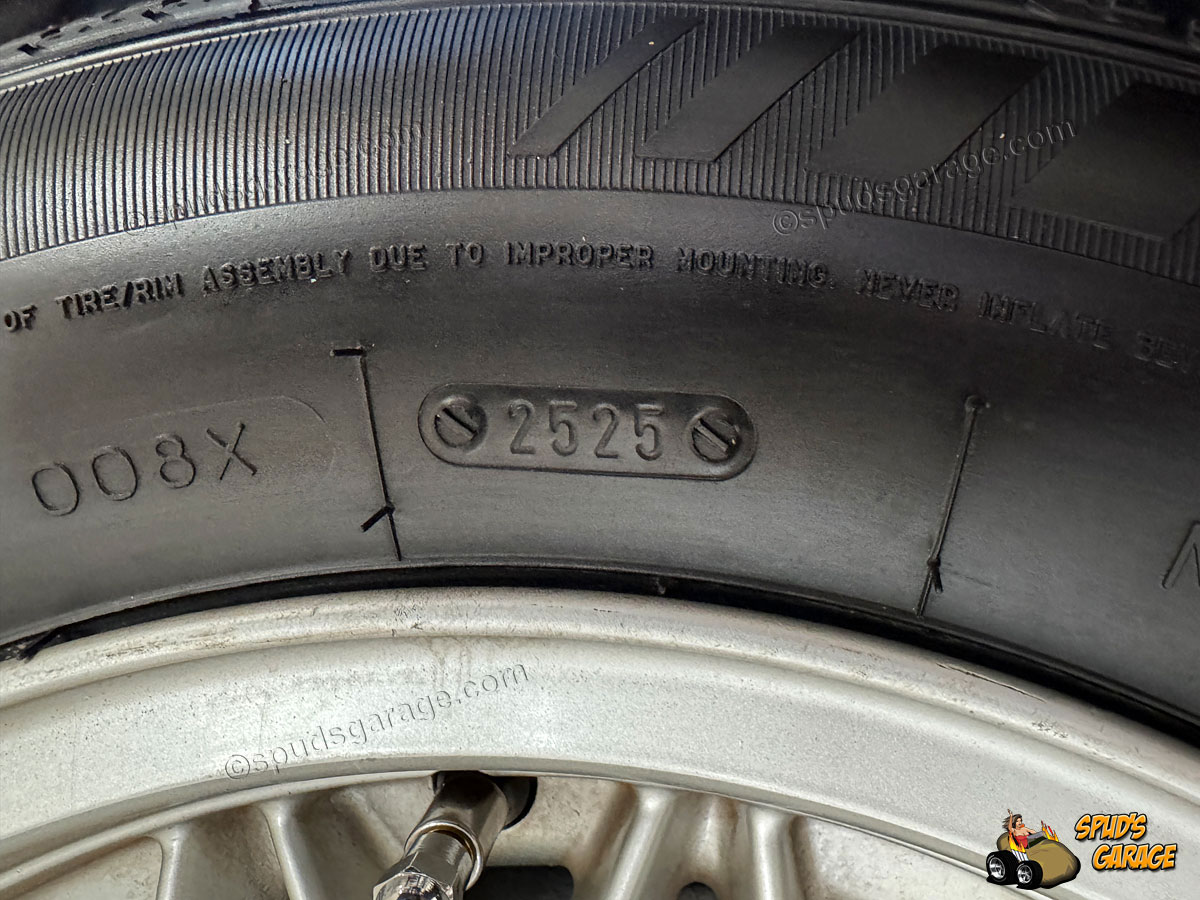 ©spudsgarage.com
©spudsgarage.com
OF TIRE/RIM ASSEMBLY DUE TO IMPROPER MOUNTING. NEVER INFLATE
008X
2525
©spudsgarage.com
SPUD'S
GARAGE